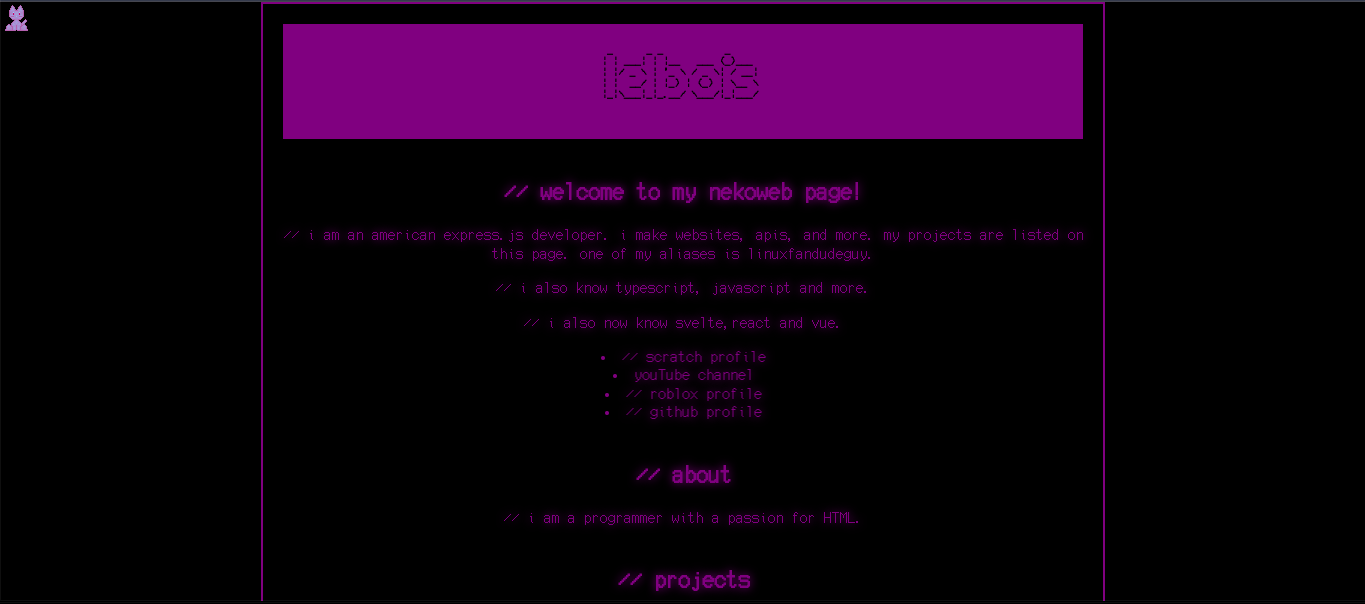 lelbois
// welcome to my nekoweb page!
// i am an american express.js developer. i make websites, apis, and more. my projects are listed on
this page. one of my aliases is linuxfandudeguy.
// i also know typescript, javascript and more.
// i also now know svelte,react and vue.
• // scratch profile
• youTube channel
• // roblox profile
• // github profile
// about
// i am a programmer with a passion for HTML.
// projects